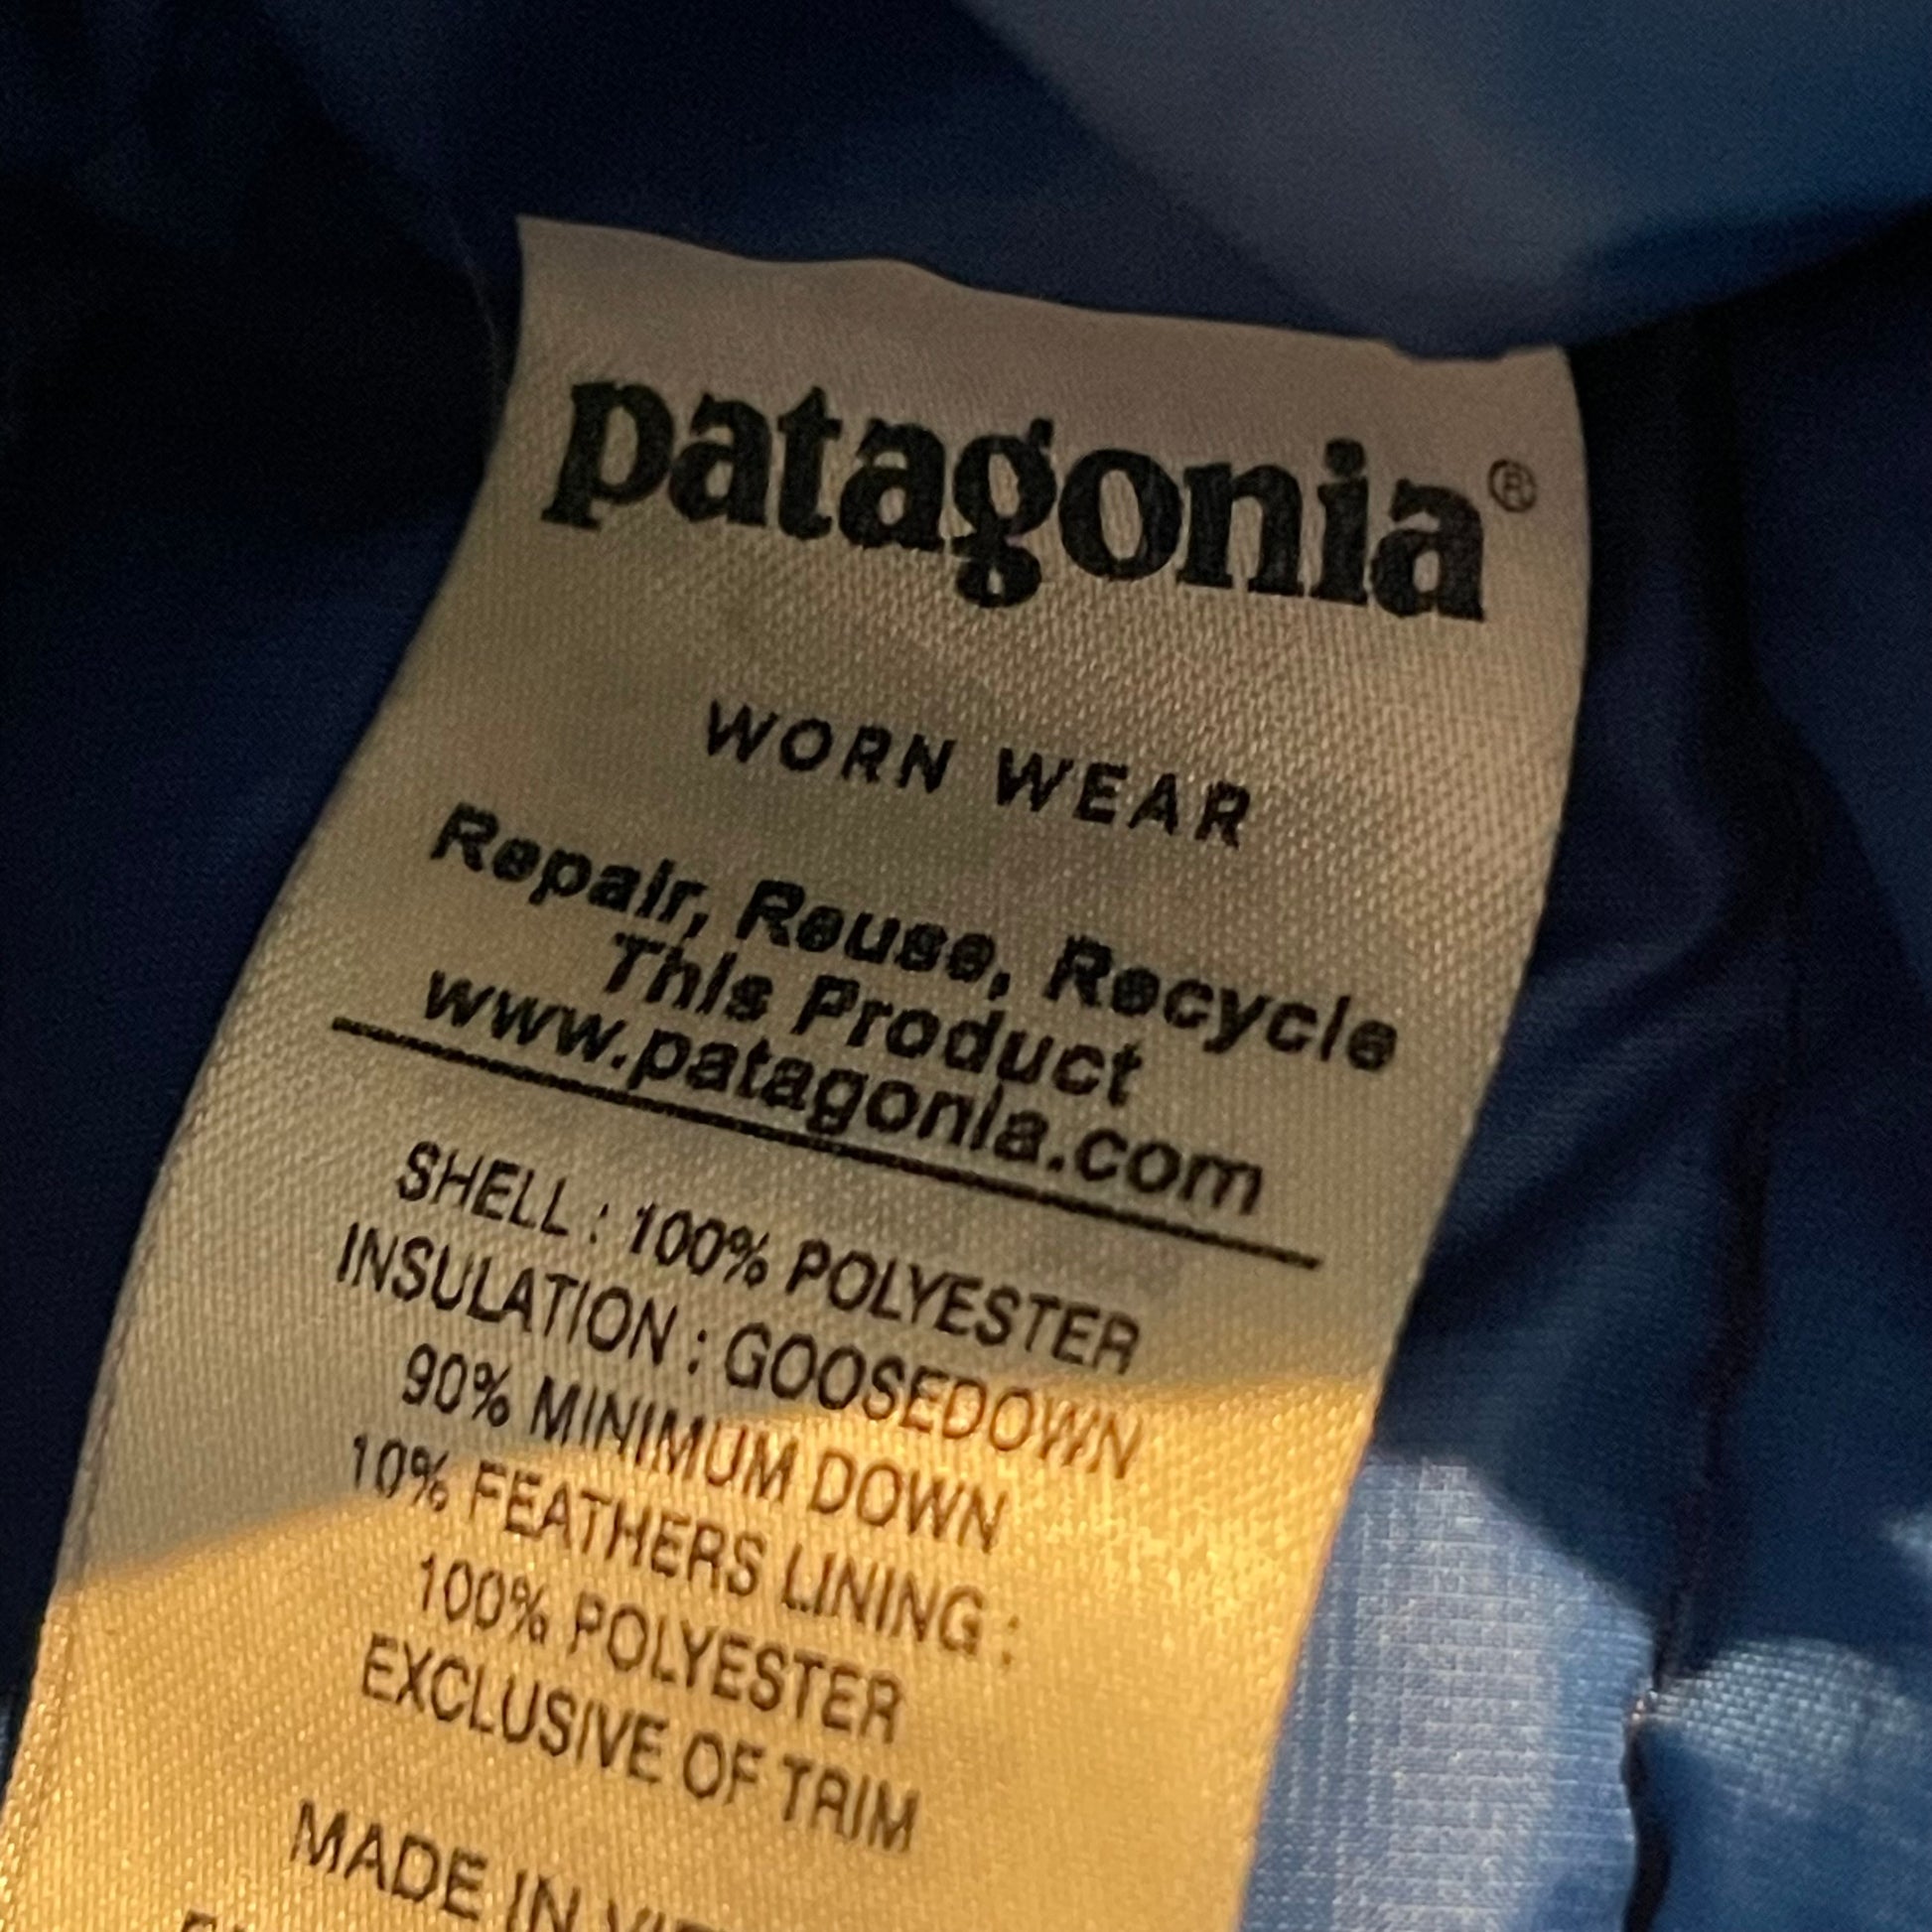 patagonia®
WORN WEAR
Repair, Reuse, Recycle
This Product
www.patagonia.com
SHELL : 100% POLYESTER
INSULATION : GOOSEDOWN
90% MINIMUM DOWN
10% FEATHERS LINING :
100% POLYESTER
EXCLUSIVE OF TRIM
MADE IN